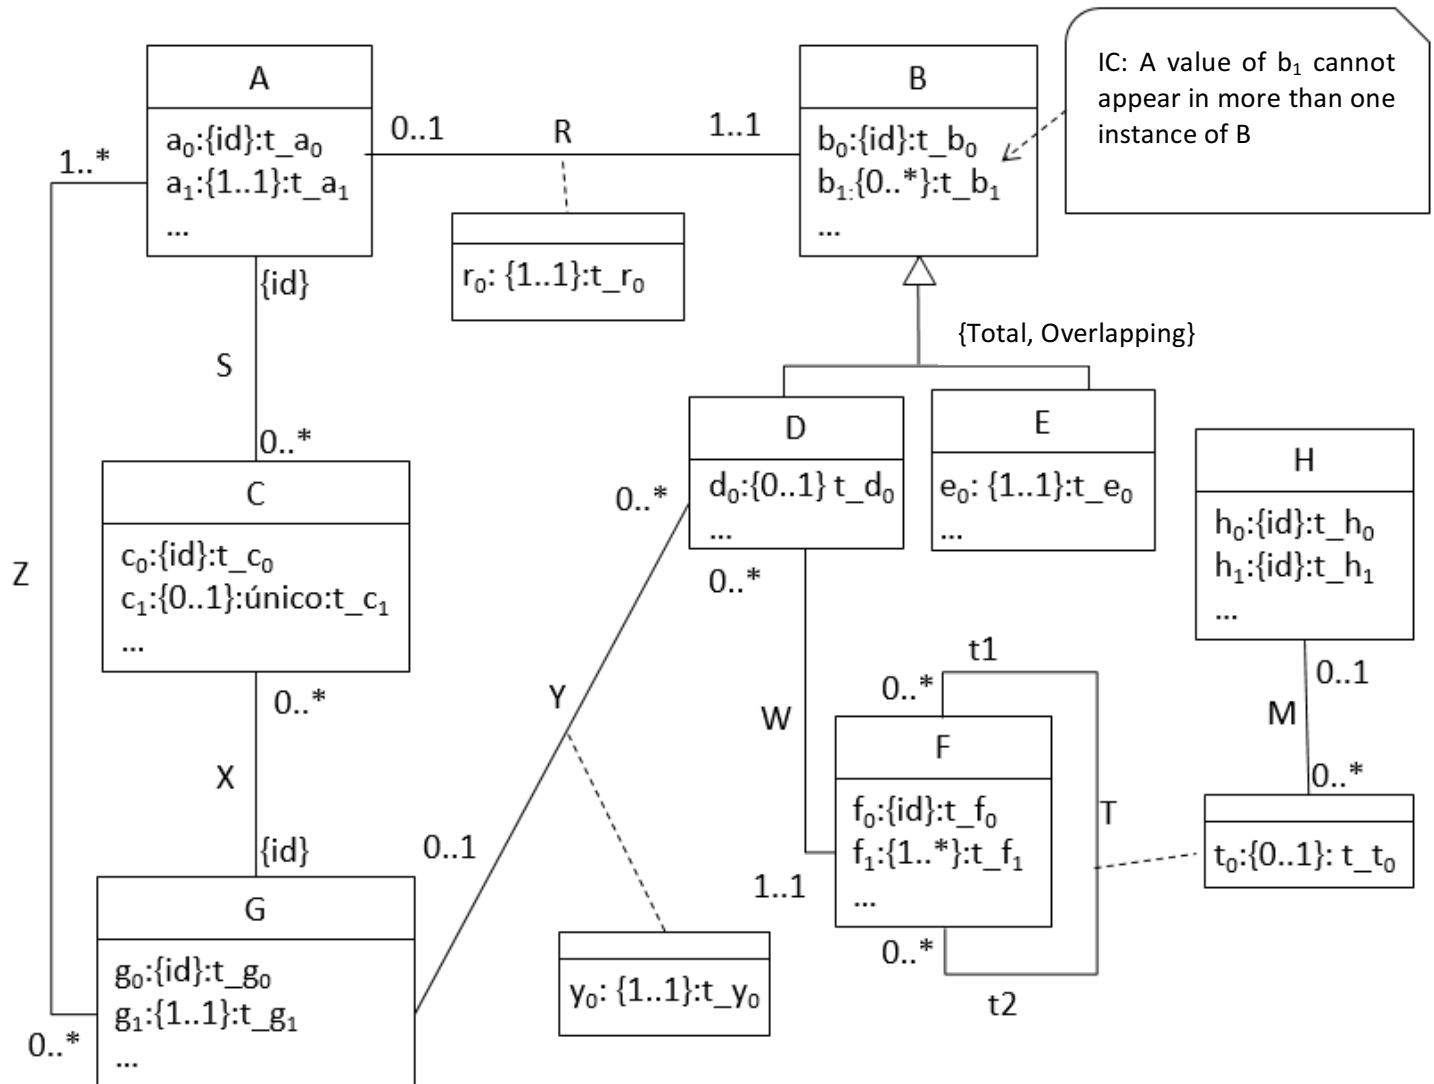 A
a₀:{id}:t_a₀
a₁:{1..1}:t_a₁
...
0..1
R
1..1
B
b₀:{id}:t_b₀
b₁:{0..*}:t_b₁
...
IC: A value of b₁ cannot
appear in more than one
instance of B
1..*
r₀: {1..1}:t_r₀
{id}
S
0..*
{Total, Overlapping}
D
d₀:{0..1} t_d₀
...
E
e₀: {1..1}:t_e₀
...
H
h₀:{id}:t_h₀
h₁:{id}:t_h₁
...
C
c₀:{id}:t_c₀
c₁:{0..1}:único:t_c₁
...
Z
0..*
0..*
0..*
X
{id}
Y
0..1
W
1..1
t1
0..*
F
f₀:{id}:t_f₀
f₁:{1..*}:t_f₁
...
0..*
t2
T
0..1
M
0..*
t₀:{0..1}: t_t₀
G
g₀:{id}:t_g₀
g₁:{1..1}:t_g₁
...
0..*
y₀: {1..1}:t_y₀